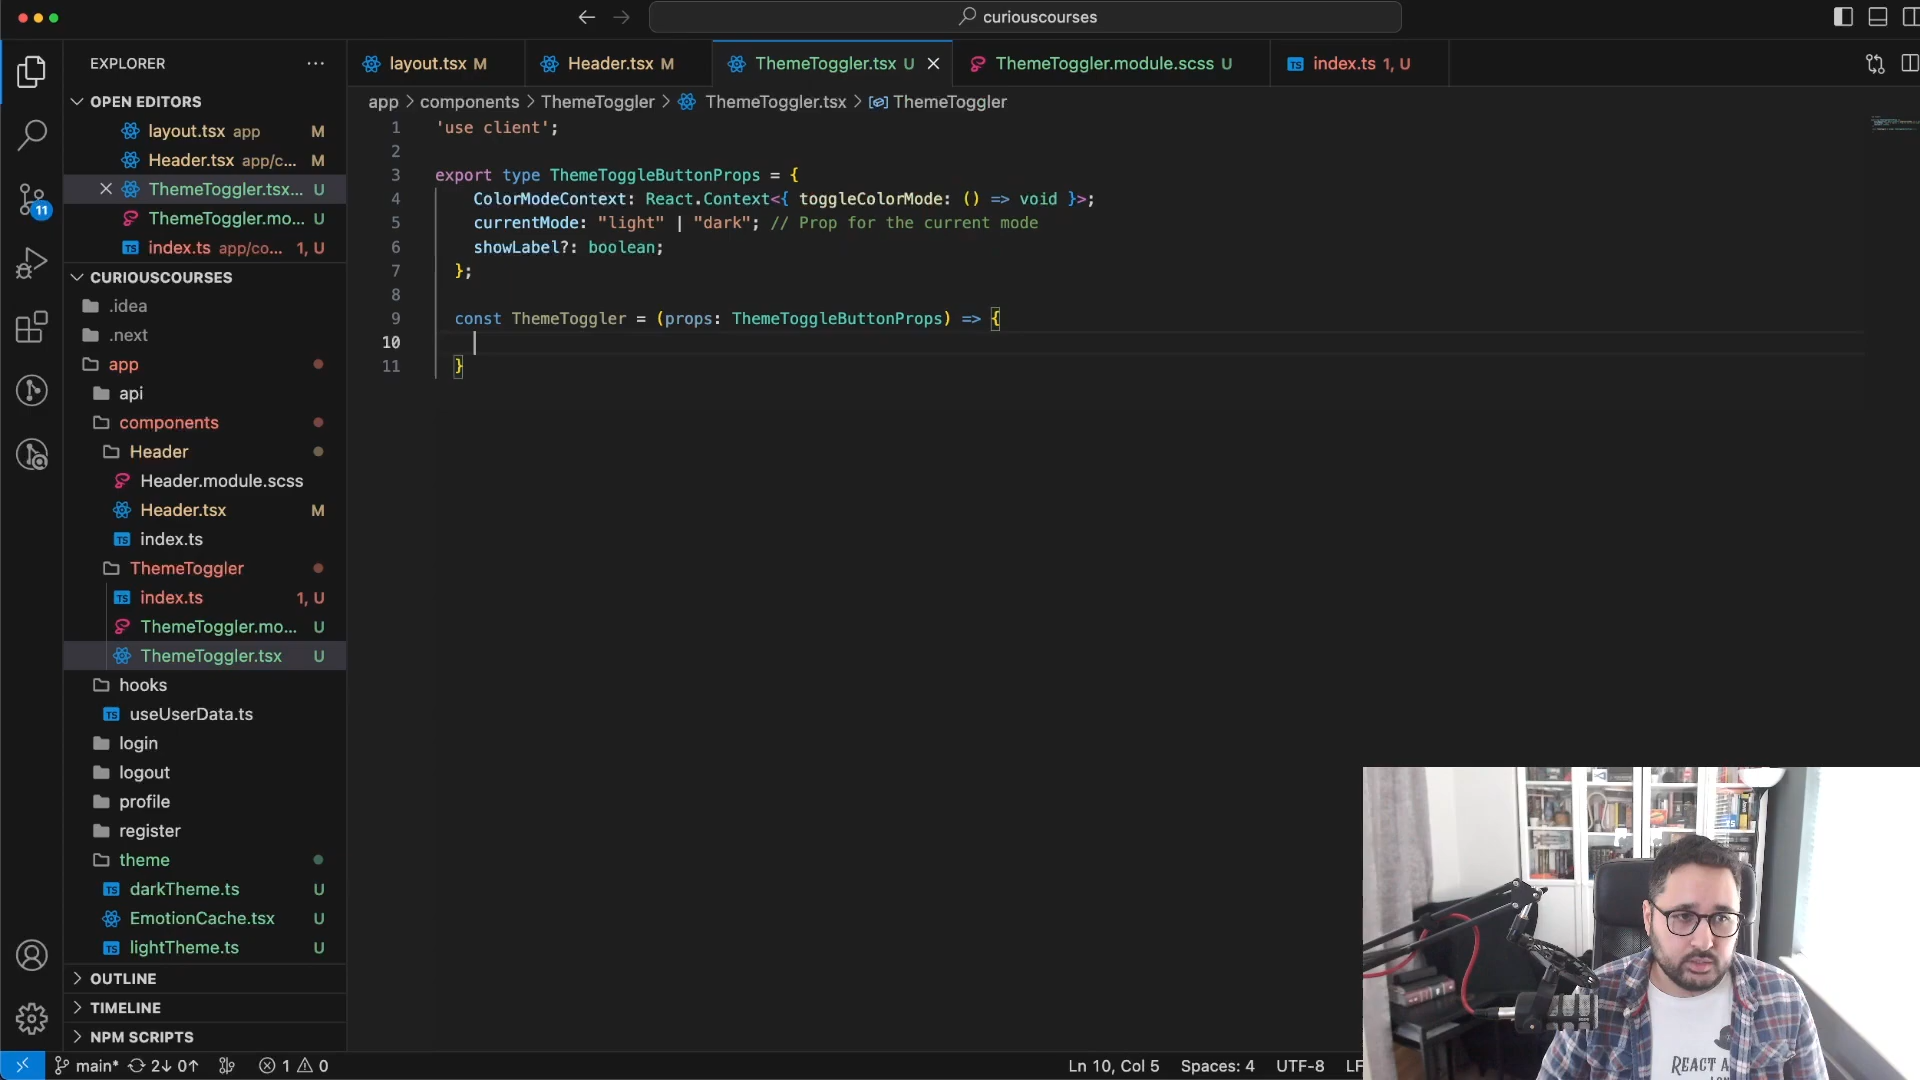 curiouscourses
EXPLORER
layout.tsx M
Header.tsx M
ThemeToggler.tsx U
ThemeToggler.module.scss U
index.ts 1, U
OPEN EDITORS
layout.tsx app M
Header.tsx app/c... M
ThemeToggler.tsx... U
ThemeToggler.mo... U
index.ts app/co... 1, U
CURIOUSCOURSES
.idea
.next
app
api
components
Header
Header.module.scss
Header.tsx M
index.ts
ThemeToggler
index.ts 1, U
ThemeToggler.mo... U
ThemeToggler.tsx U
hooks
useUserData.ts
login
logout
profile
register
theme
darkTheme.ts U
EmotionCache.tsx U
lightTheme.ts U
OUTLINE
TIMELINE
NPM SCRIPTS
11
app > components > ThemeToggler > ThemeToggler.tsx > ThemeToggler
1 'use client';
2
3 export type ThemeToggleButtonProps = {
4 ColorModeContext: React.Context<{ toggleColorMode: () => void }>;
5 currentMode: "light" | "dark"; // Prop for the current mode
6 showLabel?: boolean;
7 };
8
9 const ThemeToggler = (props: ThemeToggleButtonProps) => {
10
11 }
main* 2↓ 0↑ 1 0
Ln 10, Col 5 Spaces: 4 UTF-8 LF
REACT A